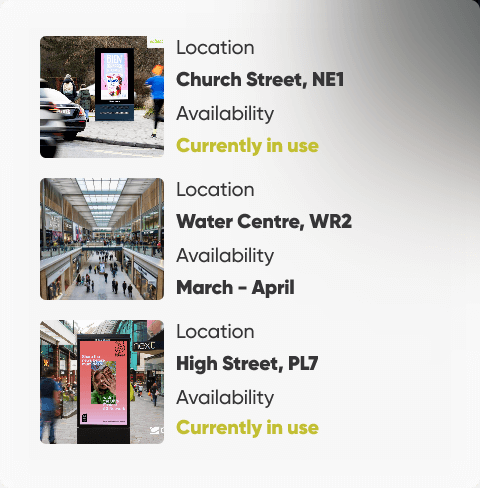 Location
Church Street, NE1
Availability
Currently in use
Location
Water Centre, WR2
Availability
March - April
Location
High Street, PL7
Availability
Currently in use
next